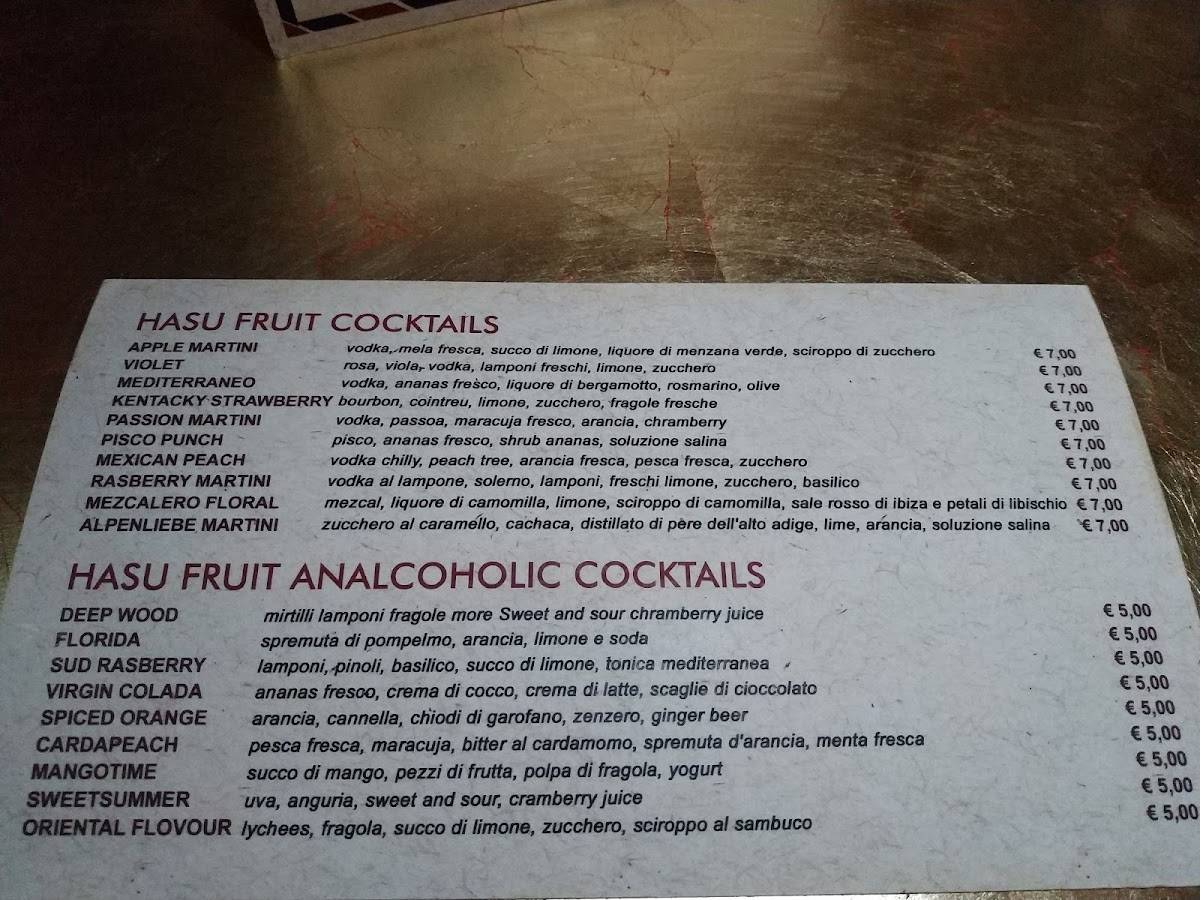 HASU FRUIT COCKTAILS
APPLE MARTINI vodka, mela fresca, succo di limone, liquore di menzana verde, sciroppo di zucchero € 7,00
VIOLET rosa, viola, vodka, lamponi freschi, limone, zucchero € 7,00
MEDITERRANEO vodka, ananas fresco, liquore di bergamotto, rosmarino, olive € 7,00
KENTACKY STRAWBERRY bourbon, cointreu, limone, zucchero, fragole fresche € 7,00
PASSION MARTINI vodka, passoa, maracuja fresco, arancia, chramberry € 7,00
PISCO PUNCH pisco, ananas fresco, shrub ananas, soluzione salina € 7,00
MEXICAN PEACH vodka chilly, peach tree, arancia fresca, pesca fresca, zucchero € 7,00
RASBERRY MARTINI vodka al lampone, solerno, lamponi, freschi limone, zucchero, basilico € 7,00
MEZCALERO FLORAL mezcal, liquore di camomilla, limone, sciroppo di camomilla, sale rosso di ibiza e petali di libischio € 7,00
ALPENLIEBE MARTINI zucchero al caramello, cachaca, distillato di pere dell'alto adige, lime, arancia, soluzione salina € 7,00
HASU FRUIT ANALCOHOLIC COCKTAILS
DEEP WOOD mirtilli lamponi fragole more Sweet and sour chramberry juice € 5,00
FLORIDA spremuta di pompelmo, arancia, limone e soda € 5,00
SUD RASBERRY lamponi, pinoli, basilico, succo di limone, tonica mediterranea € 5,00
VIRGIN COLADA ananas fresco, crema di cocco, crema di latte, scaglie di cioccolato € 5,00
SPICED ORANGE arancia, cannella, chiodi di garofano, zenzero, ginger beer € 5,00
CARDAPEACH pesca fresca, maracuja, bitter al cardamomo, spremuta d'arancia, menta fresca € 5,00
MANGOTIME succo di mango, pezzi di frutta, polpa di fragola, yogurt € 5,00
SWEETSUMMER uva, anguria, sweet and sour, cramberry juice € 5,00
ORIENTAL FLOVOUR lychees, fragola, succo di limone, zucchero, sciroppo al sambuco € 5,00